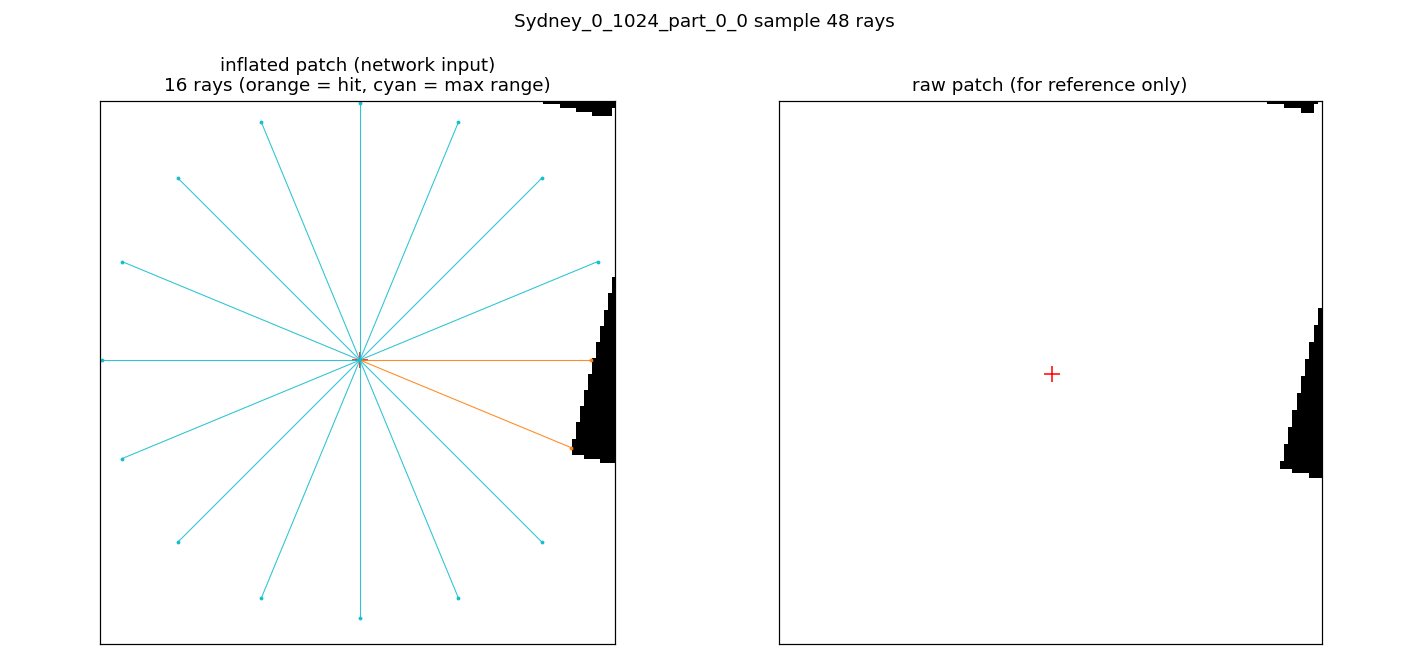 Sydney_0_1024_part_0_0 sample 48 rays
inflated patch (network input)
16 rays (orange = hit, cyan = max range)
raw patch (for reference only)